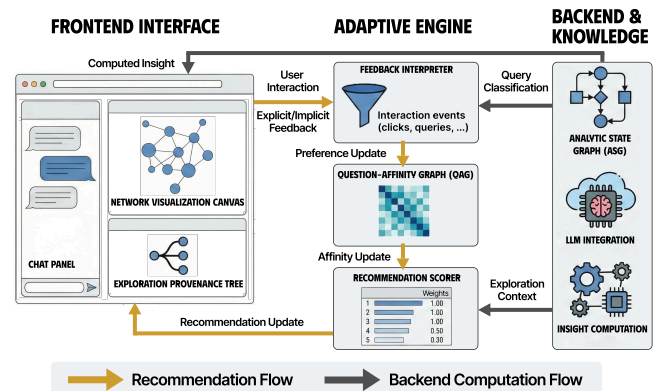 FRONTEND INTERFACE
ADAPTIVE ENGINE
BACKEND &
KNOWLEDGE
Computed Insight
User
Interaction
Explicit/Implicit
Feedback
FEEDBACK INTERPRETER
Interaction events
(clicks, queries, ...)
Query
Classification
ANALYTIC STATE
GRAPH (ASG)
Preference Update
QUESTION-AFFINITY GRAPH (QAG)
NETWORK VISUALIZATION CANVAS
LLM INTEGRATION
CHAT PANEL
EXPLORATION PROVENANCE TREE
Affinity Update
RECOMMENDATION SCORER
Weights
1 1.00
2 1.00
3 1.00
4 0.50
5 0.30
Exploration
Context
INSIGHT COMPUTATION
Recommendation Update
Recommendation Flow
Backend Computation Flow